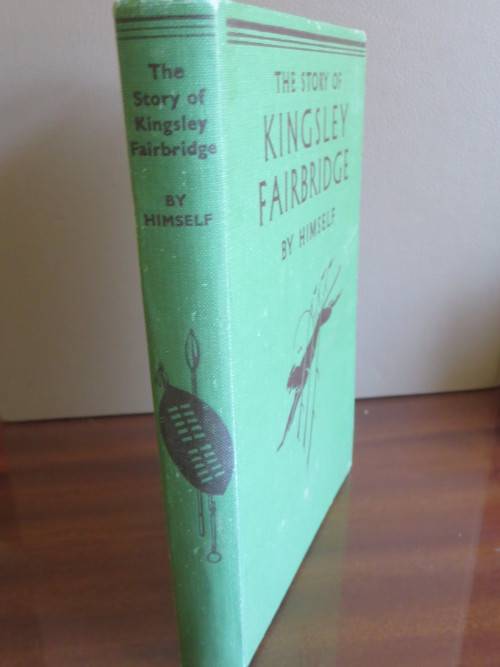 The
Story of
Kingsley
Fairbridge
BY
HIMSELF
THE STORY OF
KINGSLEY
FAIRBRIDGE
BY HIMSELF